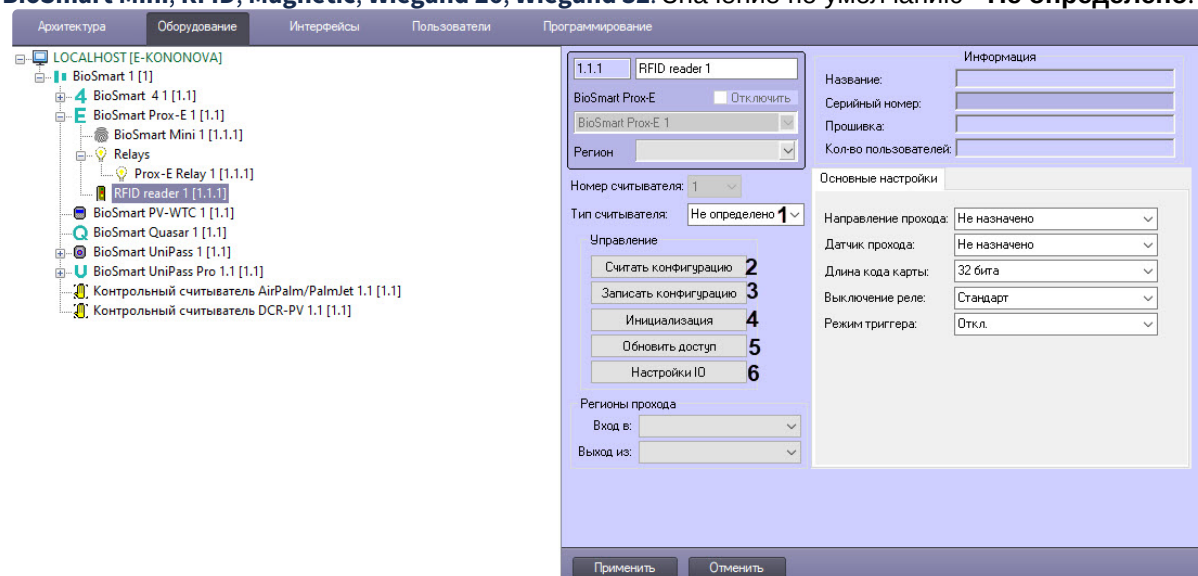 BioSmart Mini, RFID, Magnetic, Wiegand 26, Wiegand 32. Значение по умолчанию - Не определено.
Архитектура Оборудование Интерфейсы Пользователи Программирование
LOCALHOST [E-KONONOVA]
BioSmart 1 [1]
BioSmart 4 1 [1.1]
BioSmart Prox-E 1 [1.1]
BioSmart Mini 1 [1.1.1]
Relays
Prox-E Relay 1 [1.1.1]
RFID reader 1 [1.1.1]
BioSmart PV-WTC 1 [1.1]
BioSmart Quasar 1 [1.1]
BioSmart UniPass 1 [1.1]
BioSmart UniPass Pro 1.1 [1.1]
Контрольный считыватель AirPalm/PalmJet 1.1 [1.1]
Контрольный считыватель DCR-PV 1.1 [1.1]
1.1.1 RFID reader 1
BioSmart Prox-E Отключить
BioSmart Prox-E 1
Регион
Номер считывателя: 1
Тип считывателя: Не определено 1
Управление
Считать конфигурацию 2
Записать конфигурацию 3
Инициализация 4
Обновить доступ 5
Настройки IO 6
Регионы прохода
Вход в:
Выход из:
Информация
Название:
Серийный номер:
Прошивка:
Кол-во пользователей:
Основные настройки
Направление прохода: Не назначено
Датчик прохода: Не назначено
Длина кода карты: 32 бита
Выключение реле: Стандарт
Режим триггера: Откл.
Применить Отменить